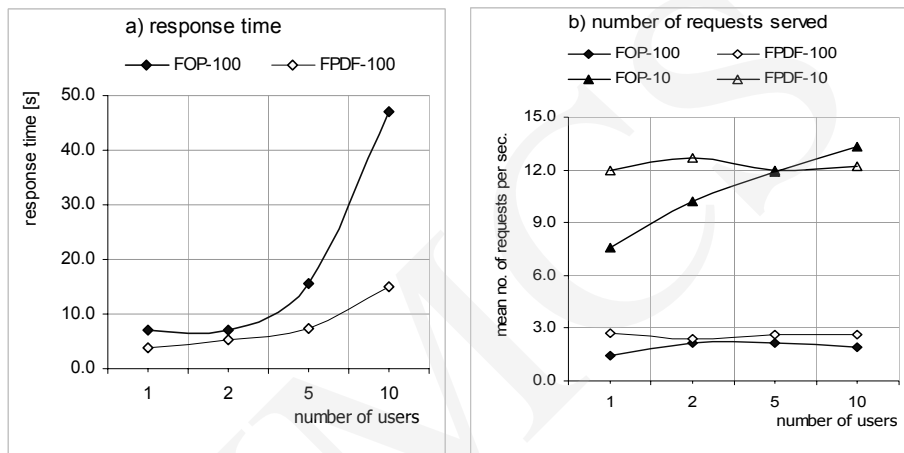 a) response time
FOP-100 FPDF-100
response time [s]
50.0
40.0
30.0
20.0
10.0
0.0
1 2 5 10
number of users
b) number of requests served
FOP-100 FPDF-100
FOP-10 FPDF-10
mean no. of requests per sec.
15.0
12.0
9.0
6.0
3.0
0.0
1 2 5 10
number of users